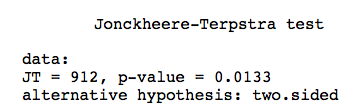 Jonckheere-Terpstra test
data:
JT = 912, p-value = 0.0133
alternative hypothesis: two.sided